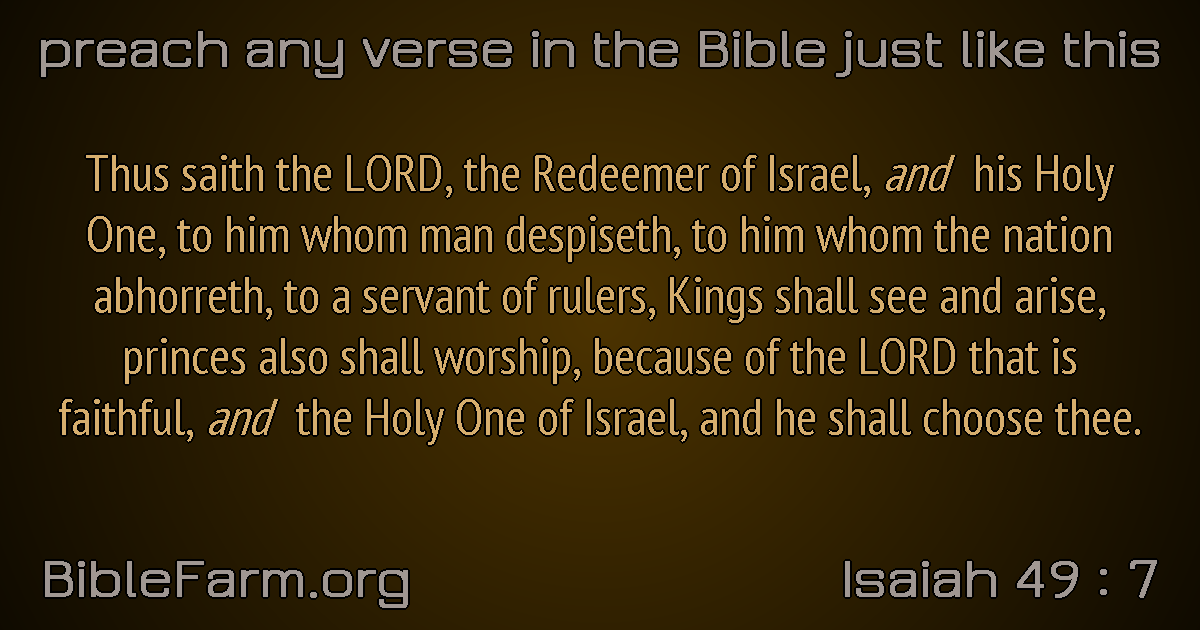 preach any verse in the Bible just like this
Thus saith the LORD, the Redeemer of Israel, and his Holy
One, to him whom man despiseth, to him whom the nation
abhorreth, to a servant of rulers, Kings shall see and arise,
princes also shall worship, because of the LORD that is
faithful, and the Holy One of Israel, and he shall choose thee.
BibleFarm.org
Isaiah 49 : 7